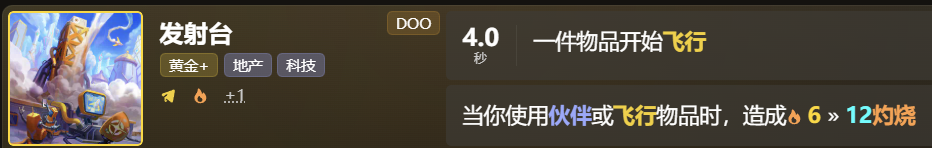 发射台
DOO
黄金+
地产
科技
+1
4.0
秒
一件物品开始飞行
当你使用伙伴或飞行物品时，造成6 » 12灼烧